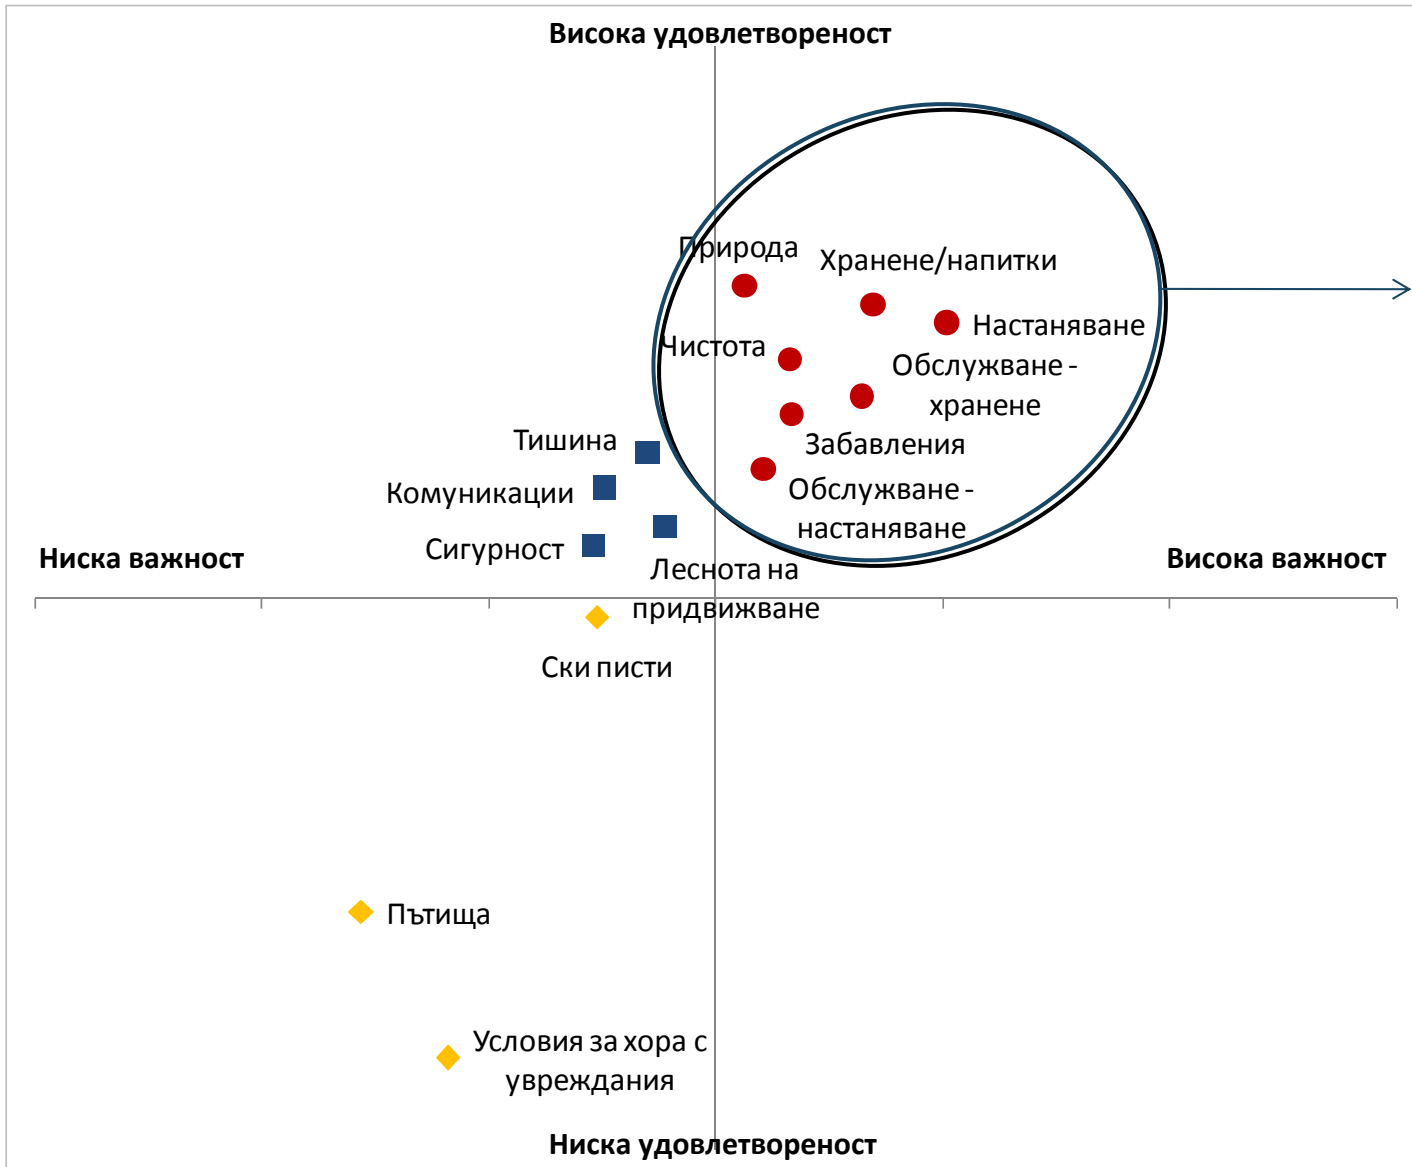 Висока удовлетвореност
Природа
Хранене/напитки
Настаняване
Чистота
Обслужване -
хранене
Тишина
Забавления
Комуникации
Обслужване -
настаняване
Сигурност
Ниска важност
Висока важност
Леснота на
придвижване
Ски писти
Пътища
Условия за хора с
увреждания
Ниска удовлетвореност